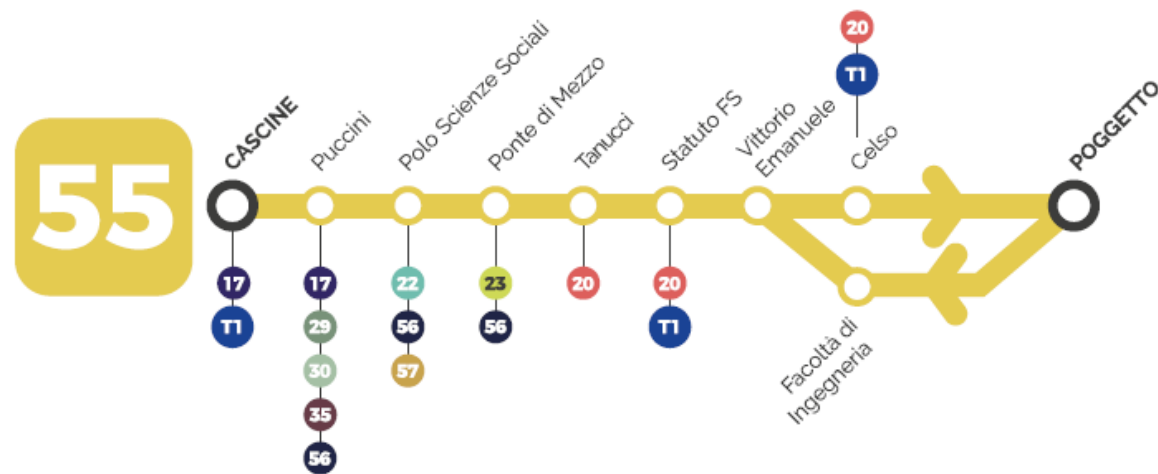 55
CASCINE
Puccini
Polo Scienze Sociali
Ponte di Mezzo
Tanucci
Statuto FS
Vittorio
Emanuele
20
T1
Celso
POGGETTO
Facoltà di
Ingegneria
17
T1
17
29
30
35
56
22
56
57
23
56
20
20
T1